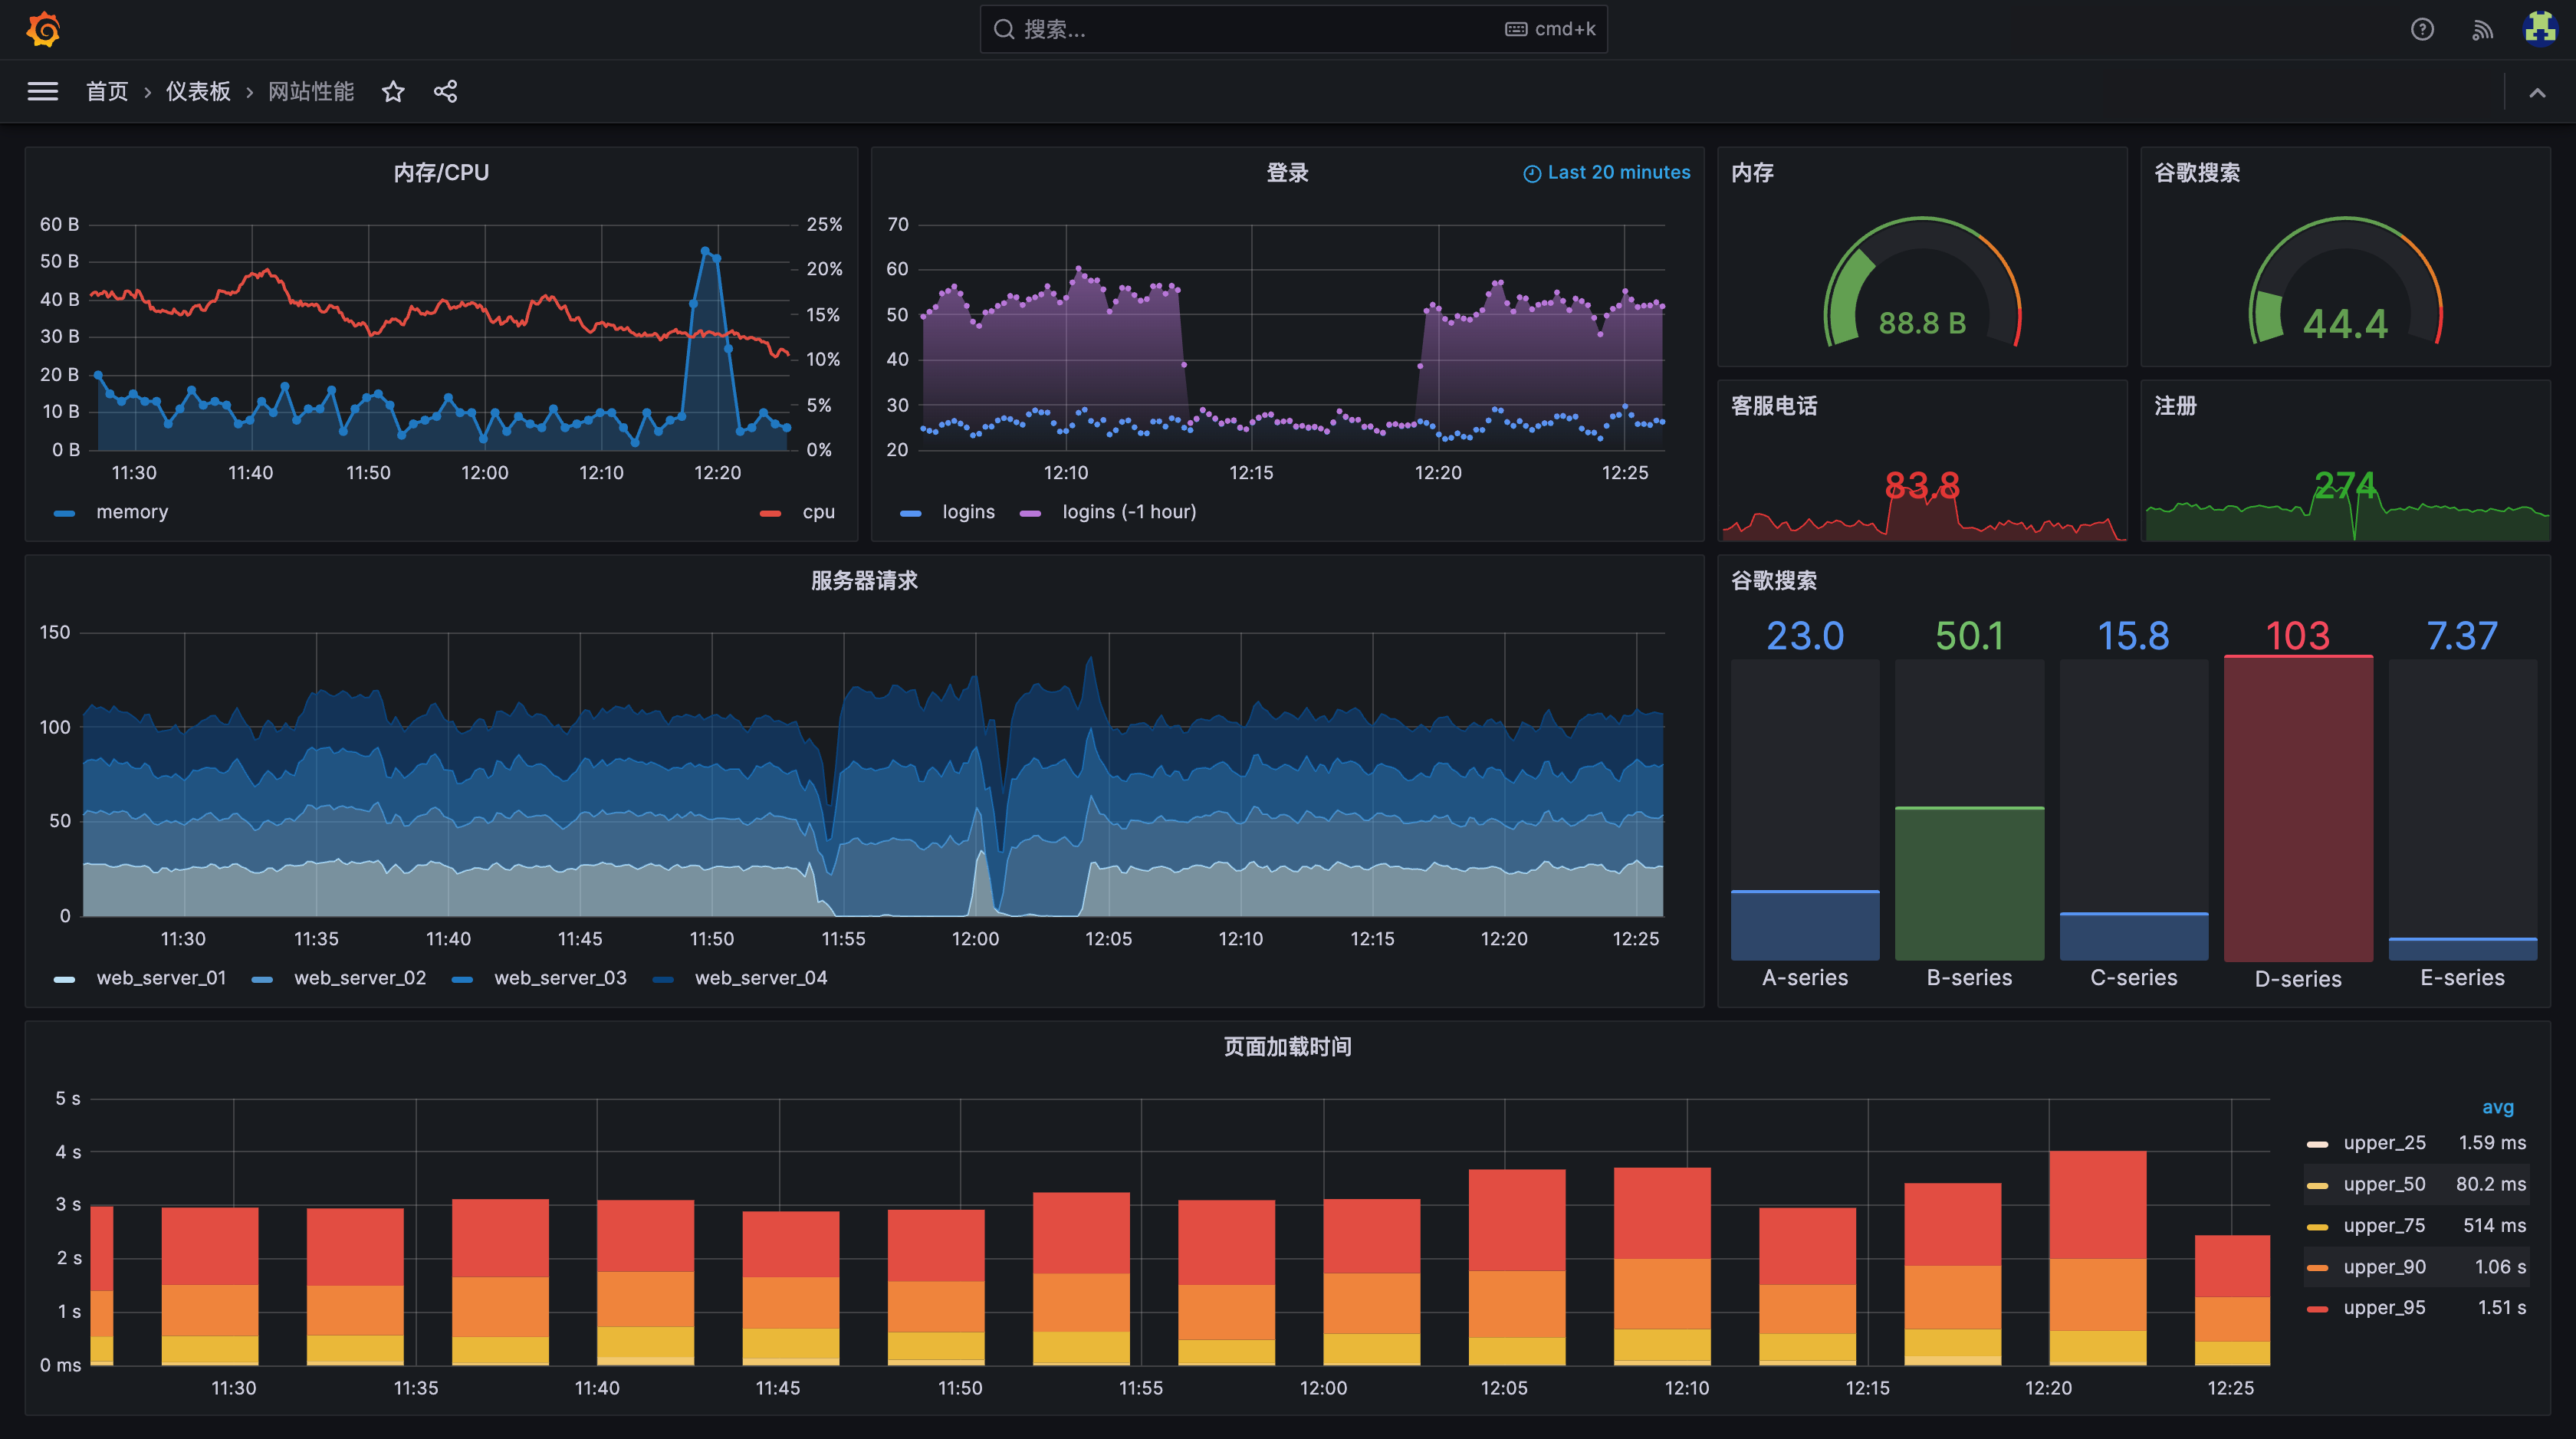 搜索...
cmd+k
首页 › 仪表板 › 网站性能
内存/CPU
60 B
50 B
40 B
30 B
20 B
10 B
0 B
25%
20%
15%
10%
5%
0%
11:30 11:40 11:50 12:00 12:10 12:20
memory
cpu
登录
Last 20 minutes
70
60
50
40
30
20
12:10 12:15 12:20 12:25
logins logins (-1 hour)
内存
88.8 B
谷歌搜索
44.4
客服电话
83.8
注册
274
服务器请求
150
100
50
0
11:30 11:35 11:40 11:45 11:50 11:55 12:00 12:05 12:10 12:15 12:20 12:25
web_server_01 web_server_02 web_server_03 web_server_04
谷歌搜索
23.0 50.1 15.8 103 7.37
A-series B-series C-series D-series E-series
页面加载时间
5 s
4 s
3 s
2 s
1 s
0 ms
11:30 11:35 11:40 11:45 11:50 11:55 12:00 12:05 12:10 12:15 12:20 12:25
avg
upper_25 1.59 ms
upper_50 80.2 ms
upper_75 514 ms
upper_90 1.06 s
upper_95 1.51 s